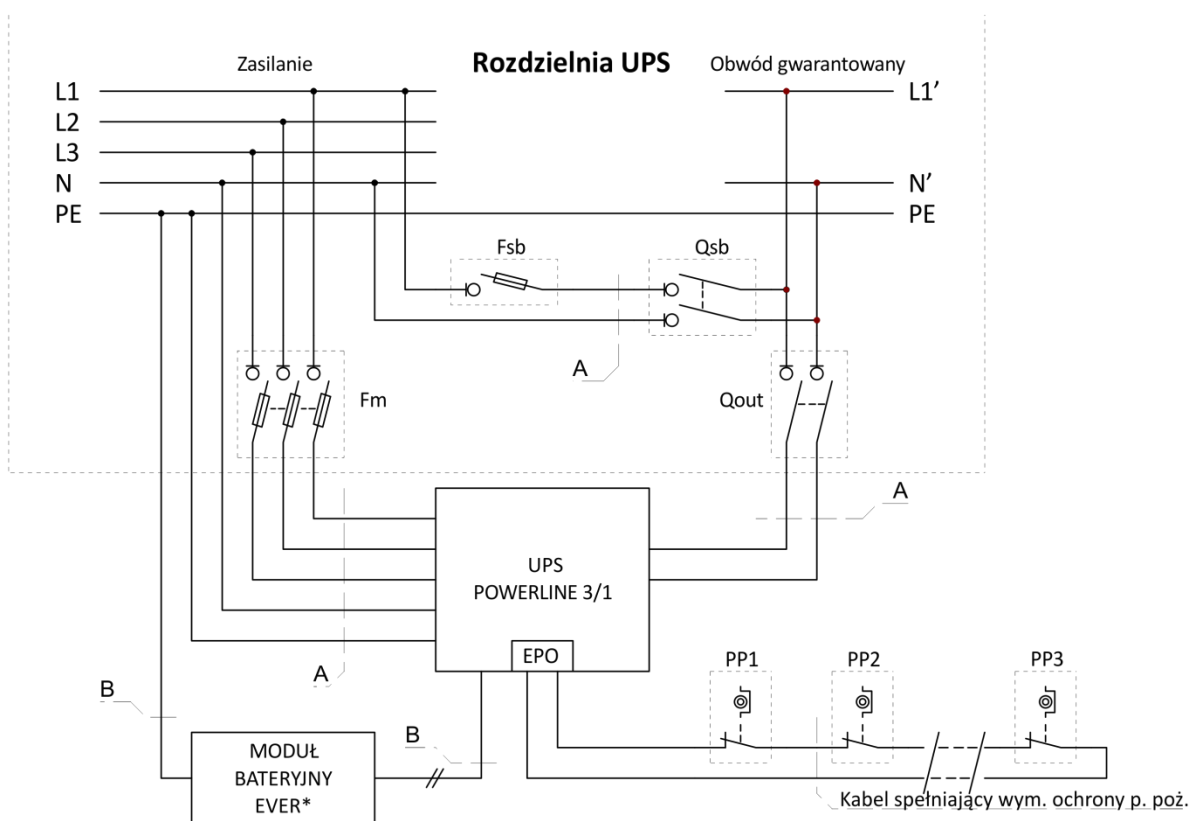 Zasilanie
Rozdzielnia UPS
Obwód gwarantowany
L1
L1’
L2
L3
N
N’
PE
PE
Fsb
Qsb
A
Fm
Qout
A
UPS
POWERLINE 3/1
EPO
A
PP1
PP2
PP3
B
B
MODUŁ
BATERYJNY
EVER*
Kabel spełniający wym. ochrony p. poż.